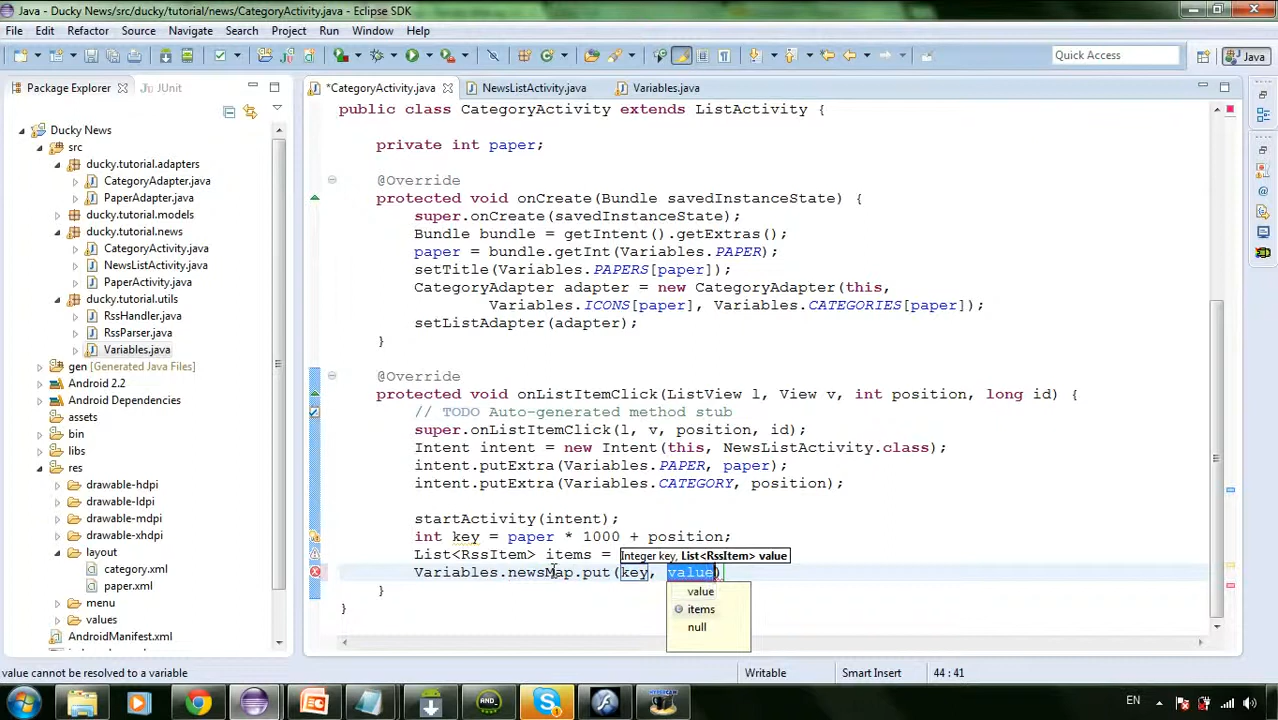 Java - Ducky News/src/ducky/tutorial/news/CategoryActivity.java - Eclipse SDK
File Edit Refactor Source Navigate Search Project Run Window Help
Quick Access
Java
Package Explorer
JUnit
*CategoryActivity.java
NewsListActivity.java
Variables.java
Ducky News
src
ducky.tutorial.adapters
CategoryAdapter.java
PaperAdapter.java
ducky.tutorial.models
ducky.tutorial.news
CategoryActivity.java
NewsListActivity.java
PaperActivity.java
ducky.tutorial.utils
RssHandler.java
RssParser.java
Variables.java
gen [Generated Java Files]
Android 2.2
Android Dependencies
assets
bin
libs
res
drawable-hdpi
drawable-ldpi
drawable-mdpi
drawable-xhdpi
layout
category.xml
paper.xml
menu
values
AndroidManifest.xml
public class CategoryActivity extends ListActivity {
private int paper;
@Override
protected void onCreate(Bundle savedInstanceState) {
super.onCreate(savedInstanceState);
Bundle bundle = getIntent().getExtras();
paper = bundle.getInt(Variables.PAPER);
setTitle(Variables.PAPERS[paper]);
CategoryAdapter adapter = new CategoryAdapter(this,
Variables.ICONS[paper], Variables.CATEGORIES[paper]);
setListAdapter(adapter);
}
@Override
protected void onListItemClick(ListView l, View v, int position, long id) {
// TODO Auto-generated method stub
super.onListItemClick(l, v, position, id);
Intent intent = new Intent(this, NewsListActivity.class);
intent.putExtra(Variables.PAPER, paper);
intent.putExtra(Variables.CATEGORY, position);
startActivity(intent);
int key = paper * 1000 + position;
List<RssItem> items =
Integer key, List<RssItem> value
Variables.newsMap.put(key, value)
value
items
null
}
}
value cannot be resolved to a variable
Writable
Smart Insert
44 : 41
EN